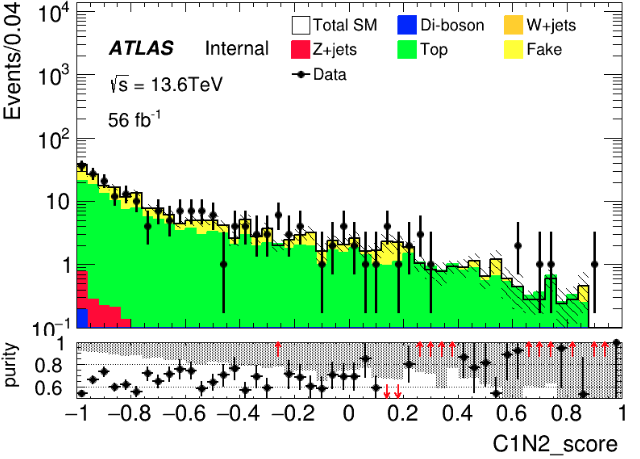 Events/0.04
10⁴
10³
10²
10
1
10⁻¹
ATLAS Internal
√s = 13.6TeV
56 fb⁻¹
Total SM Di-boson W+jets
Z+jets Top Fake
Data
purity
1
0.8
0.6
−1 −0.8 −0.6 −0.4 −0.2 0 0.2 0.4 0.6 0.8 1
C1N2_score